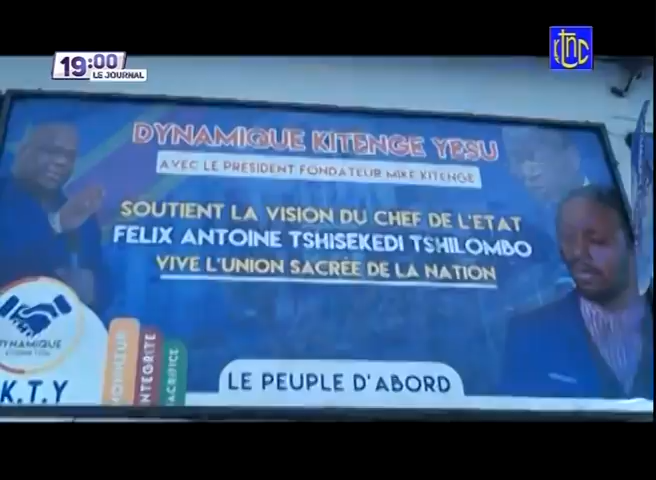 19:00
LE JOURNAL
RTNC
DYNAMIQUE KITENGE YESU
AVEC LE PRESIDENT FONDATEUR MIKE KITENGE
SOUTIENT LA VISION DU CHEF DE L'ETAT
FELIX ANTOINE TSHISEKEDI TSHILOMBO
VIVE L'UNION SACRÉE DE LA NATION
DYNAMIQUE
K.T.Y
HONNEUR
INTEGRITE
SACRIFICE
LE PEUPLE D'ABORD